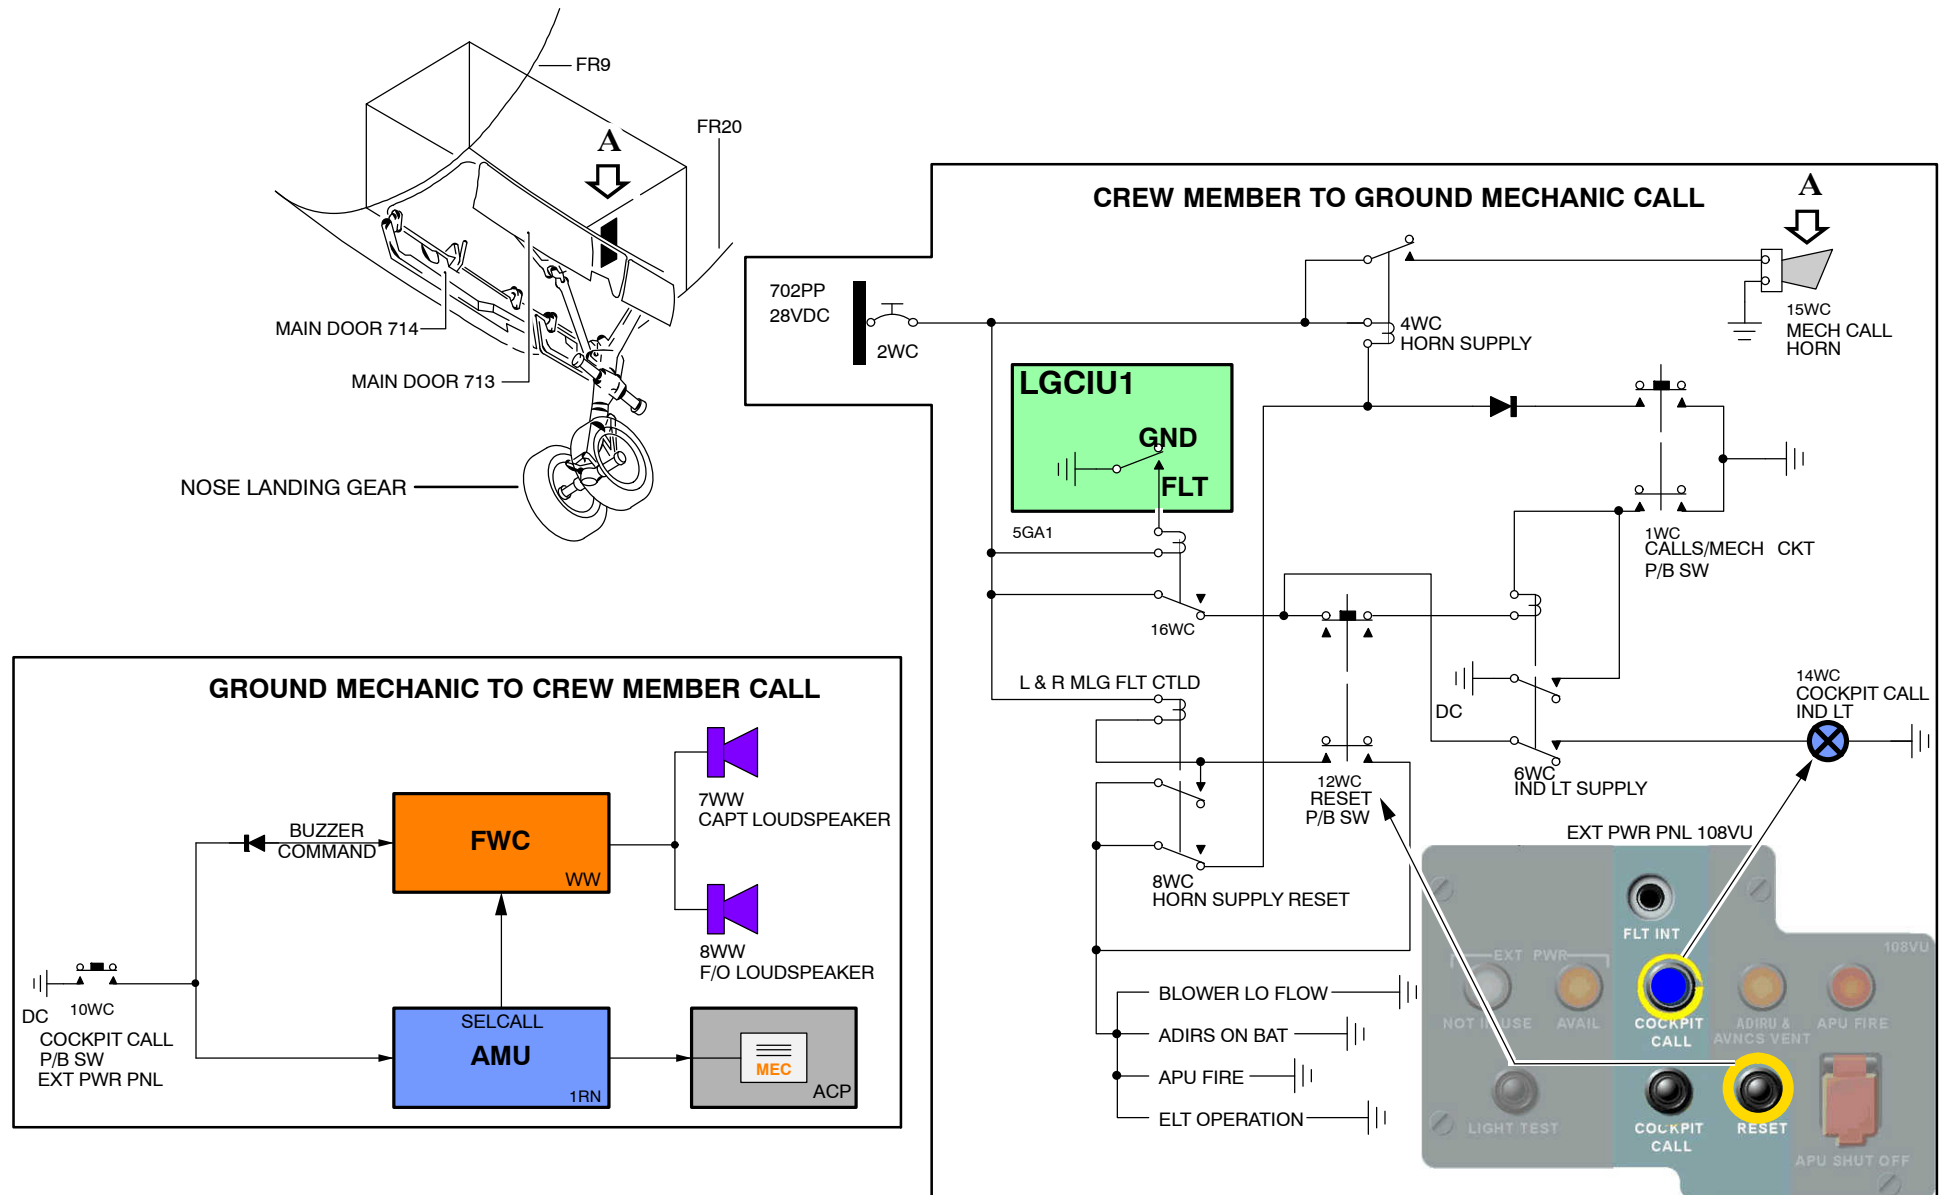 FR9
FR20
A
MAIN DOOR 714
MAIN DOOR 713
NOSE LANDING GEAR
CREW MEMBER TO GROUND MECHANIC CALL
A
702PP
28VDC
2WC
4WC
HORN SUPPLY
15WC
MECH CALL
HORN
LGCIU1
GND
FLT
5GA1
1WC
CALLS/MECH CKT
P/B SW
16WC
L & R MLG FLT CTLD
DC
14WC
COCKPIT CALL
IND LT
6WC
IND LT SUPPLY
12WC
RESET
P/B SW
8WC
HORN SUPPLY RESET
BLOWER LO FLOW
ADIRS ON BAT
APU FIRE
ELT OPERATION
EXT PWR PNL 108VU
FLT INT
108VU
EXT PWR
NOT IN USE
AVAIL
COCKPIT
CALL
ADIRU &
AVNCS VENT
APU FIRE
LIGHT TEST
COCKPIT
CALL
RESET
APU SHUT OFF
GROUND MECHANIC TO CREW MEMBER CALL
BUZZER
COMMAND
FWC
WW
7WW
CAPT LOUDSPEAKER
8WW
F/O LOUDSPEAKER
DC
10WC
COCKPIT CALL
P/B SW
EXT PWR PNL
SELCALL
AMU
1RN
MEC
ACP